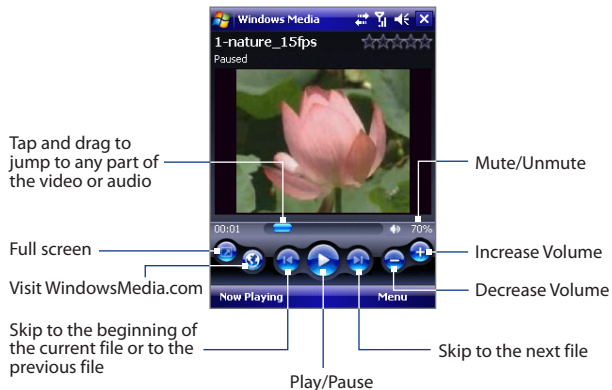 Windows Media
1-nature_15fps
Paused
Tap and drag to
jump to any part of
the video or audio
Mute/Unmute
00:01
70%
Full screen
Increase Volume
Visit WindowsMedia.com
Decrease Volume
Now Playing
Menu
Skip to the beginning of
the current file or to the
previous file
Skip to the next file
Play/Pause